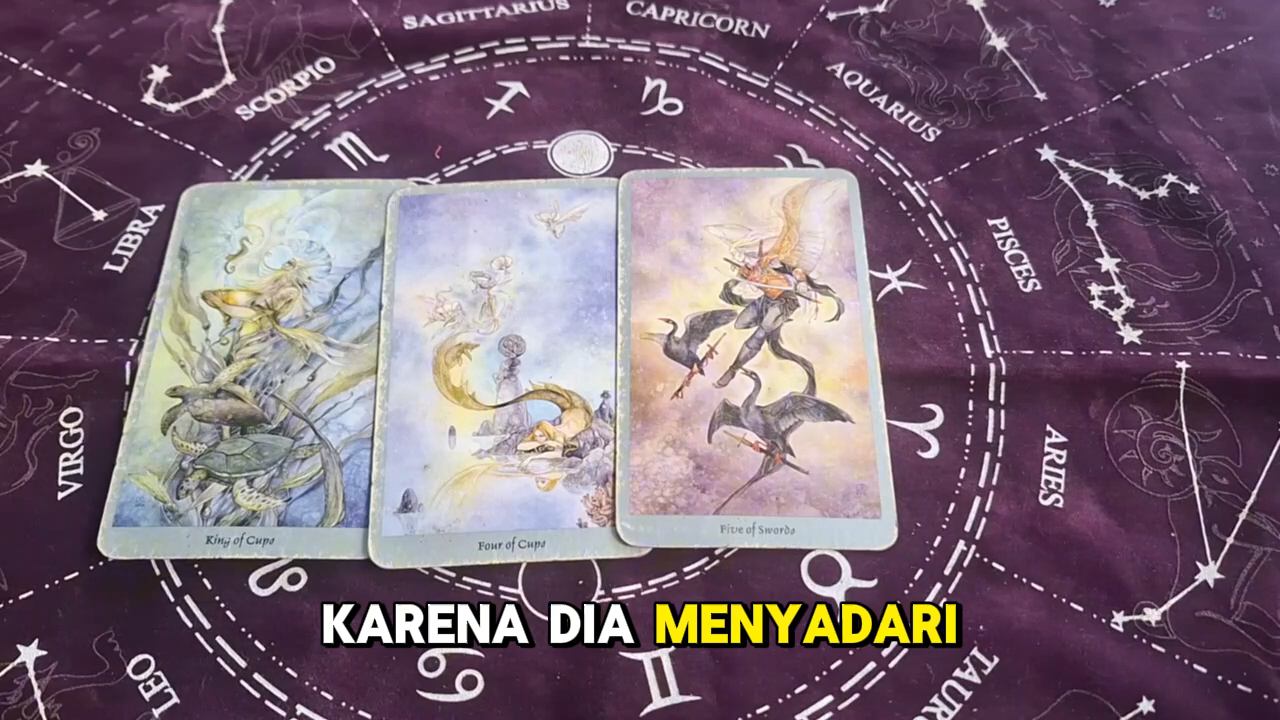 SAGITTARIUS
CAPRICORN
SCORPIO
AQUARIUS
LIBRA
PISCES
VIRGO
ARIES
King of Cups
Four of Cups
Five of Swords
KARENA DIA MENYADARI
LEO
TAUR